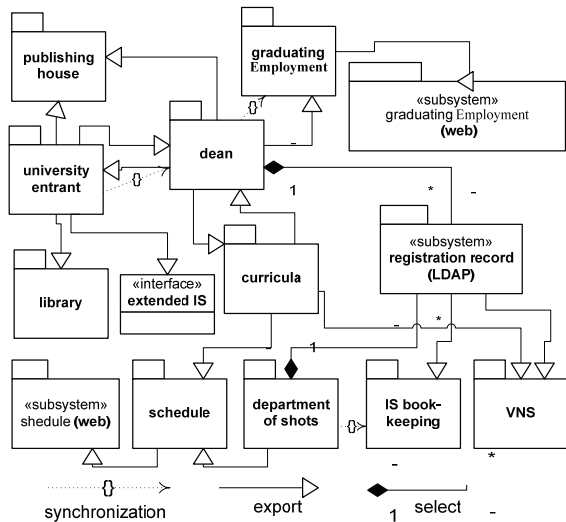 publishing
house
graduating
Employment
«subsystem»
graduating Employment
(web)
{}
dean
-
university
entrant
{}
1
*
-
«subsystem»
registration record
(LDAP)
library
«interface»
extended IS
curricula
-
1
-
*
«subsystem»
shedule (web)
schedule
department
of shots
{}
IS book-
keeping
VNS
*
-
{}
synchronization
export
select
1
-